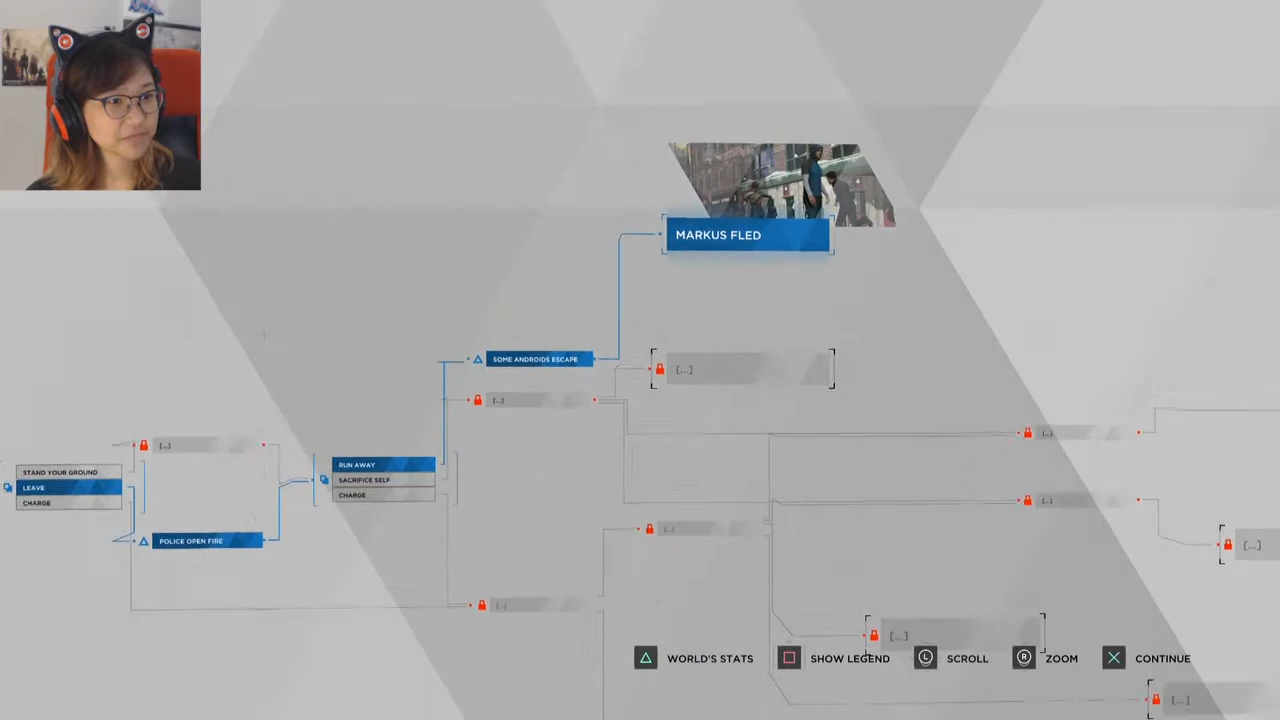 MARKUS FLED
SOME ANDROIDS ESCAPE
[...]
[...]
[...]
[...]
STAND YOUR GROUND
LEAVE
CHARGE
RUN AWAY
SACRIFICE SELF
CHARGE
[...]
[...]
POLICE OPEN FIRE
[...]
[...]
[...]
[...]
WORLD'S STATS
SHOW LEGEND
L
SCROLL
R
ZOOM
CONTINUE
[...]